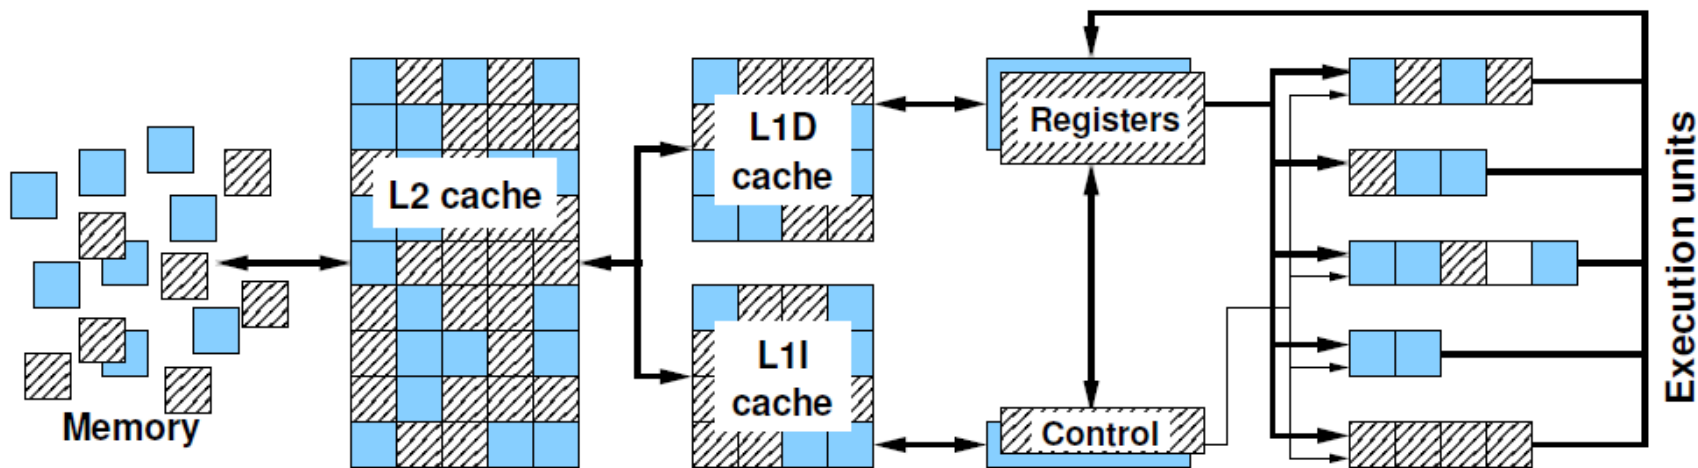 Memory
L2 cache
L1D
cache
L1I
cache
Registers
Control
Execution units